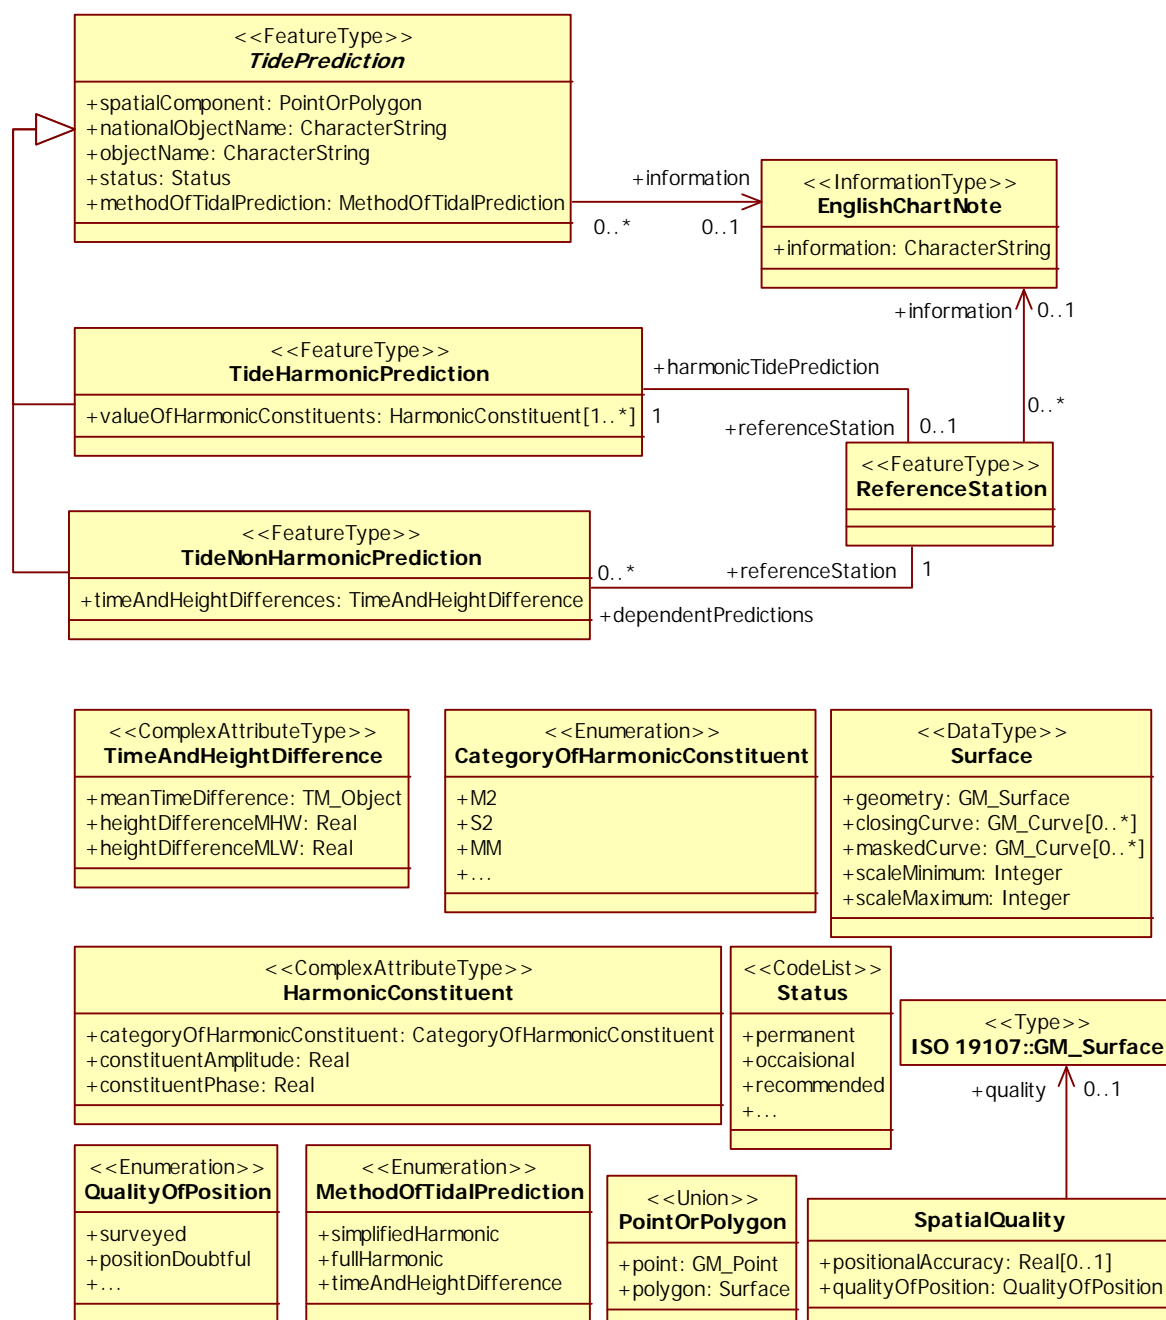 <<FeatureType>>
TidePrediction
+spatialComponent: PointOrPolygon
+nationalObjectName: CharacterString
+objectName: CharacterString
+status: Status
+methodOfTidalPrediction: MethodOfTidalPrediction
+information
0..*
0..1
<<InformationType>>
EnglishChartNote
+information: CharacterString
+information
0..1
0..*
<<FeatureType>>
TideHarmonicPrediction
+valueOfHarmonicConstituents: HarmonicConstituent[1..*]
+harmonicTidePrediction
1
+referenceStation
0..1
<<FeatureType>>
ReferenceStation
<<FeatureType>>
TideNonHarmonicPrediction
+timeAndHeightDifferences: TimeAndHeightDifference
0..*
+referenceStation
1
+dependentPredictions
<<ComplexAttributeType>>
TimeAndHeightDifference
+meanTimeDifference: TM_Object
+heightDifferenceMHW: Real
+heightDifferenceMLW: Real
<<Enumeration>>
CategoryOfHarmonicConstituent
+M2
+S2
+MM
+...
<<DataType>>
Surface
+geometry: GM_Surface
+closingCurve: GM_Curve[0..*]
+maskedCurve: GM_Curve[0..*]
+scaleMinimum: Integer
+scaleMaximum: Integer
<<ComplexAttributeType>>
HarmonicConstituent
+categoryOfHarmonicConstituent: CategoryOfHarmonicConstituent
+constituentAmplitude: Real
+constituentPhase: Real
<<CodeList>>
Status
+permanent
+occaisional
+recommended
+...
<<Type>>
ISO 19107::GM_Surface
+quality
0..1
<<Enumeration>>
QualityOfPosition
+surveyed
+positionDoubtful
+...
<<Enumeration>>
MethodOfTidalPrediction
+simplifiedHarmonic
+fullHarmonic
+timeAndHeightDifference
<<Union>>
PointOrPolygon
+point: GM_Point
+polygon: Surface
SpatialQuality
+positionalAccuracy: Real[0..1]
+qualityOfPosition: QualityOfPosition